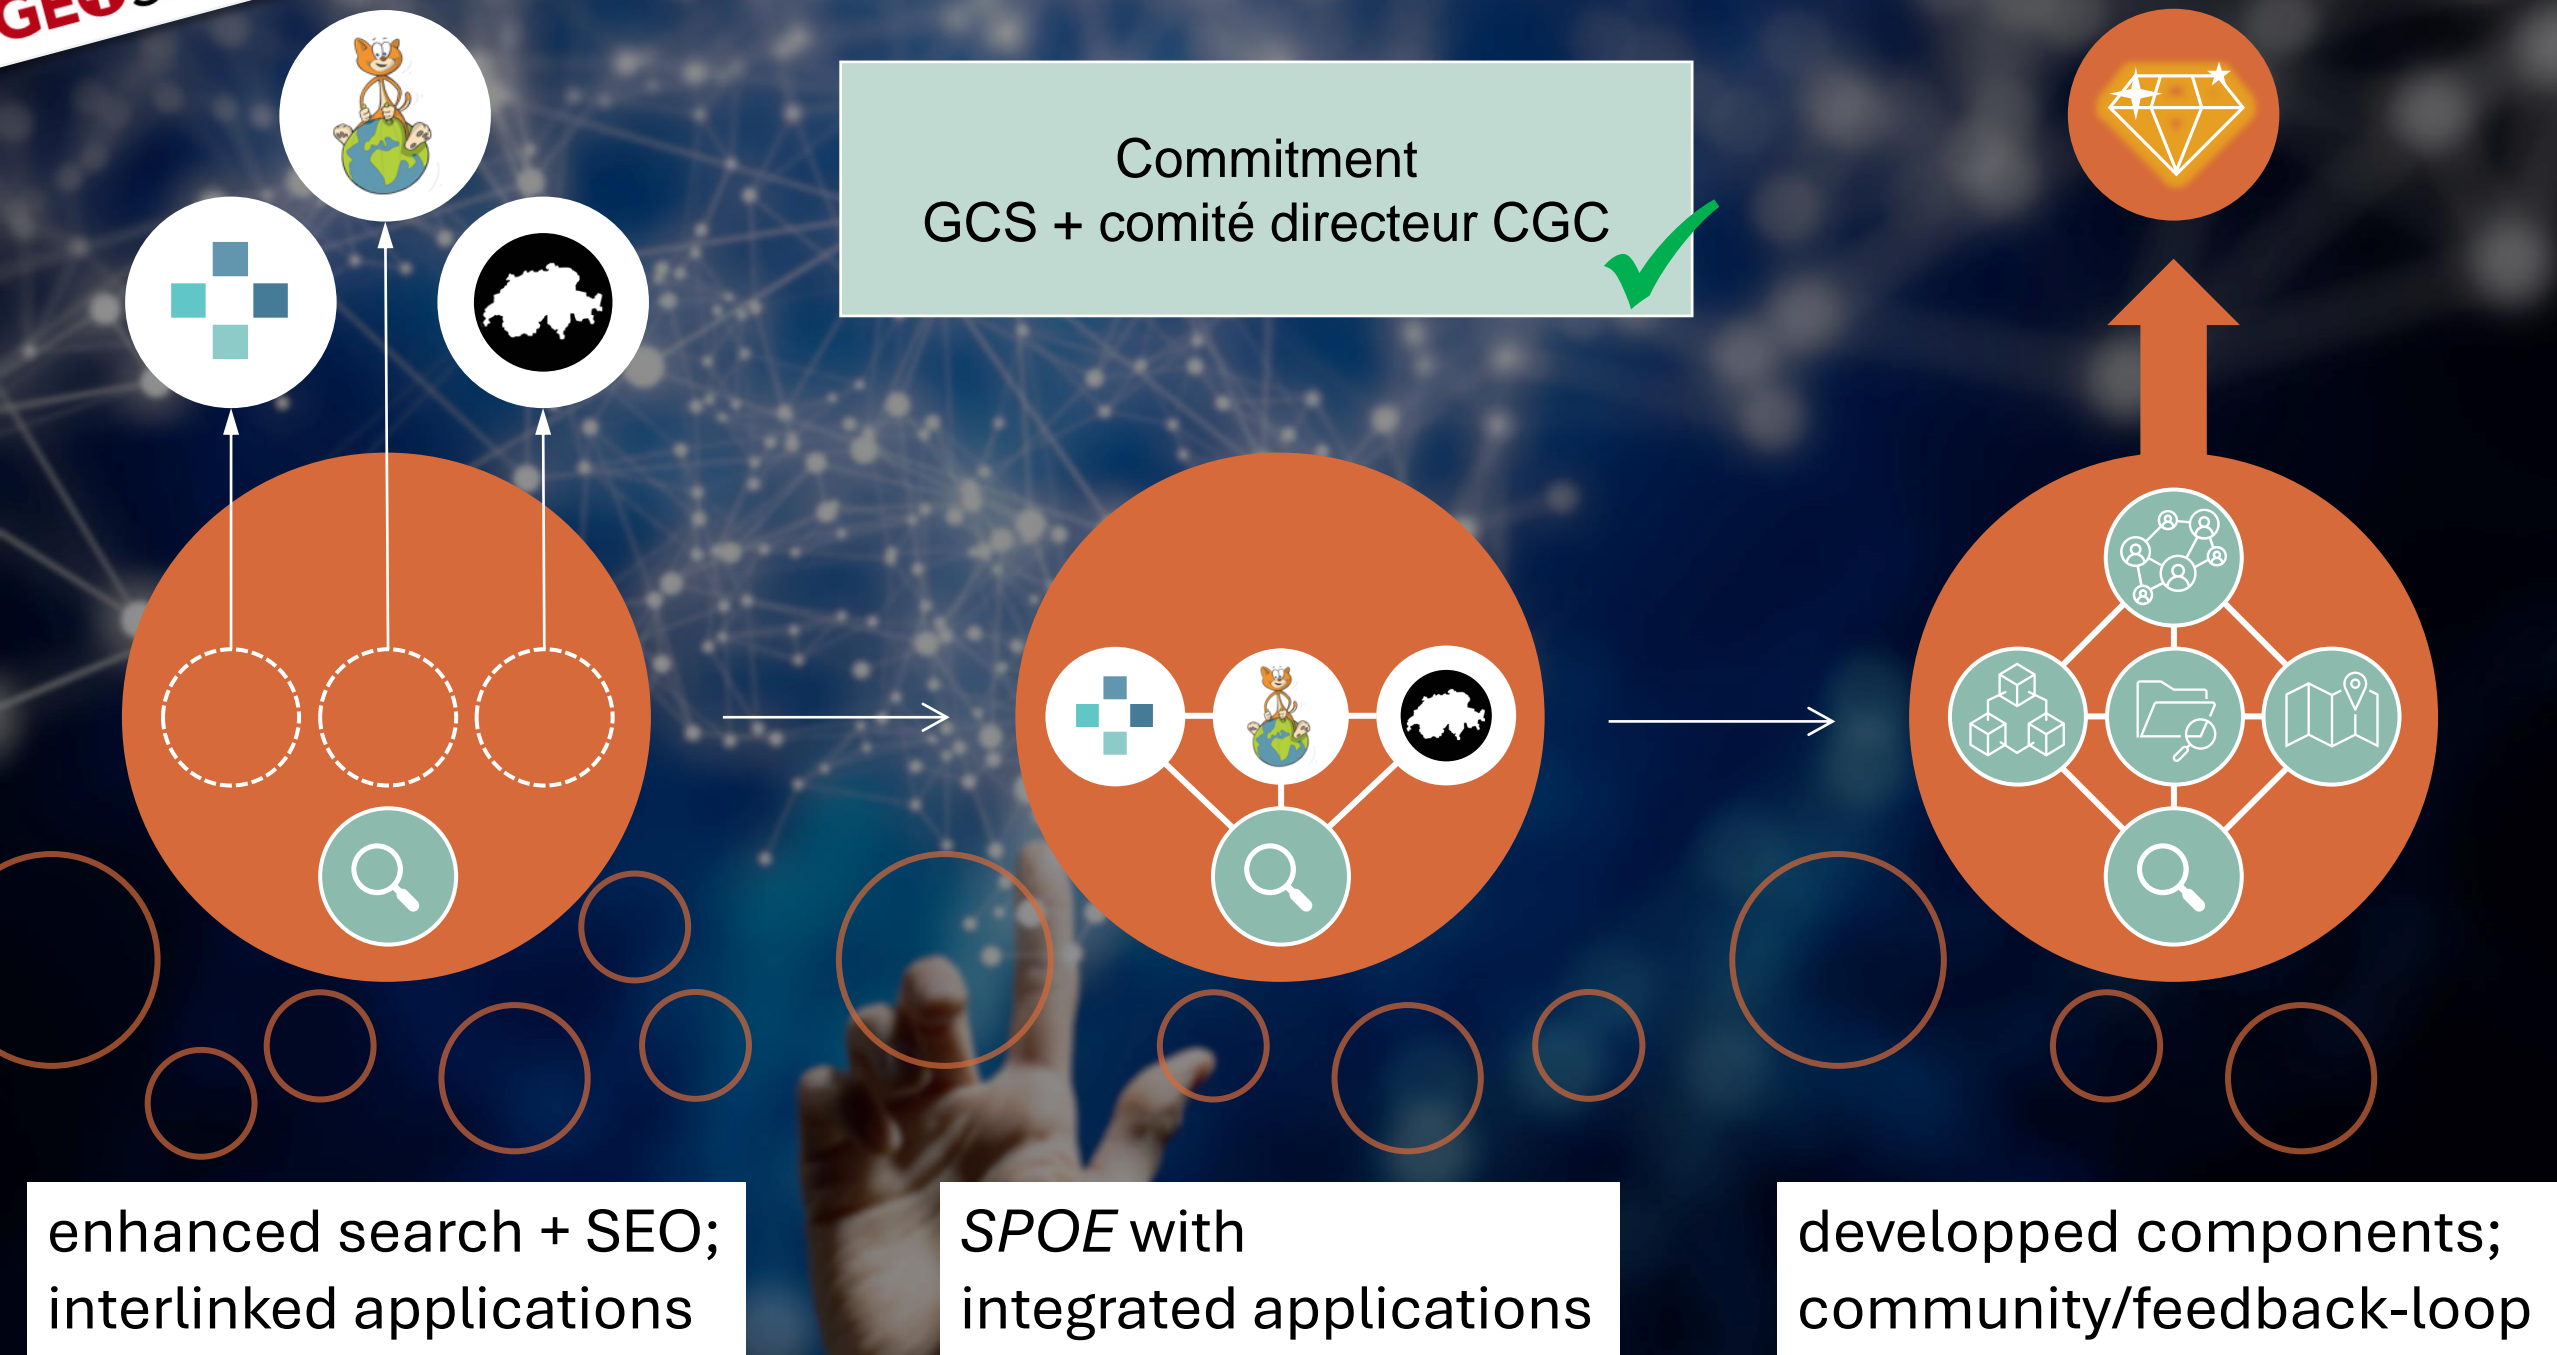 Commitment
GCS + comité directeur CGC
enhanced search + SEO;
interlinked applications
SPOE with
integrated applications
developped components;
community/feedback-loop